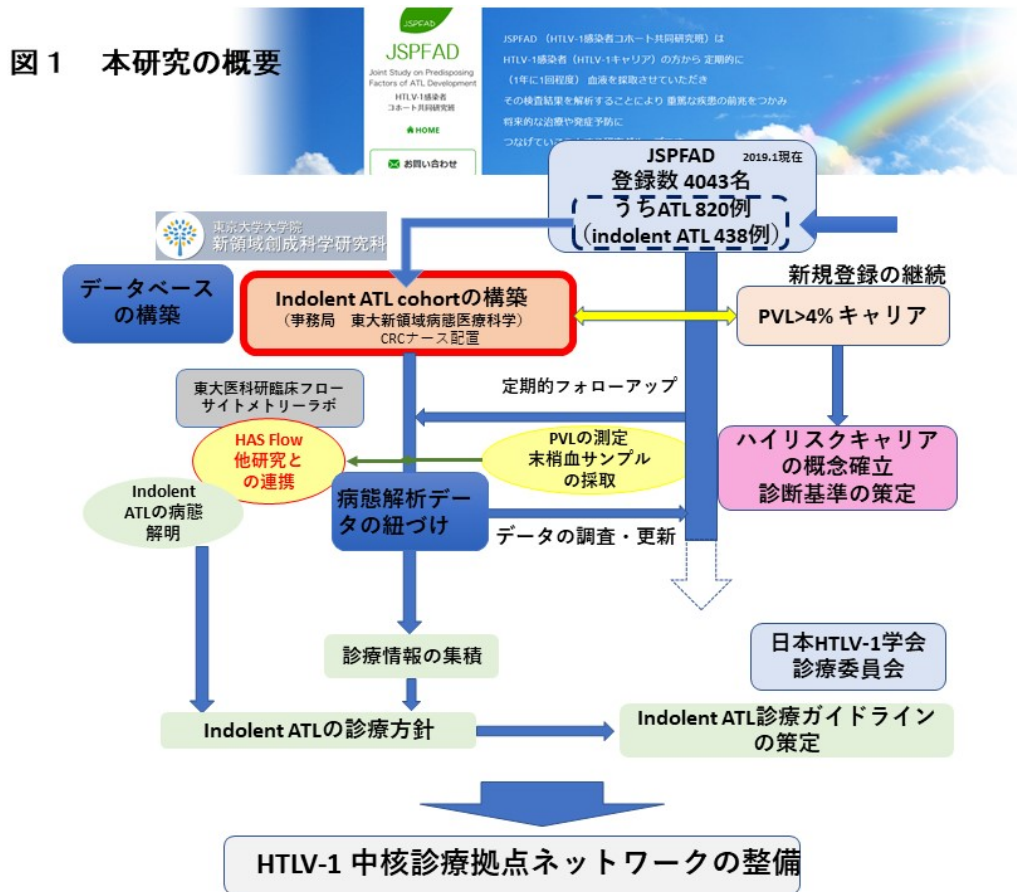 図１　本研究の概要
JSPFAD
JSPFAD
Joint Study on Predisposing
Factors of ATL Development
HTLV-1感染者
コホート共同研究班
HOME
お問い合わせ
JSPFAD（HTLV-1感染者コホート共同研究班）は
HTLV-1感染者（HTLV-1キャリア）の方から 定期的に
（1年に1回程度） 血液を採取させていただき
その検査結果を解析することにより 重篤な疾患の前兆をつかみ
将来的な治療や発症予防に
JSPFAD 2019.1現在
登録数 4043名
うちATL 820例
（indolent ATL 438例）
東京大学大学院
新領域創成科学研究科
データベース
の構築
Indolent ATL cohortの構築
（事務局　東大新領域病態医療科学）
CRCナース配置
新規登録の継続
PVL>4% キャリア
東大医科研臨床フロー
サイトメトリーラボ
定期的フォローアップ
HAS Flow
他研究と
の連携
PVLの測定
末梢血サンプル
の採取
ハイリスクキャリア
の概念確立
診断基準の策定
Indolent
ATLの病態
解明
病態解析デー
タの紐づけ
データの調査・更新
診療情報の集積
日本HTLV-1学会
診療委員会
Indolent ATLの診療方針
Indolent ATL診療ガイドライン
の策定
HTLV-1 中核診療拠点ネットワークの整備